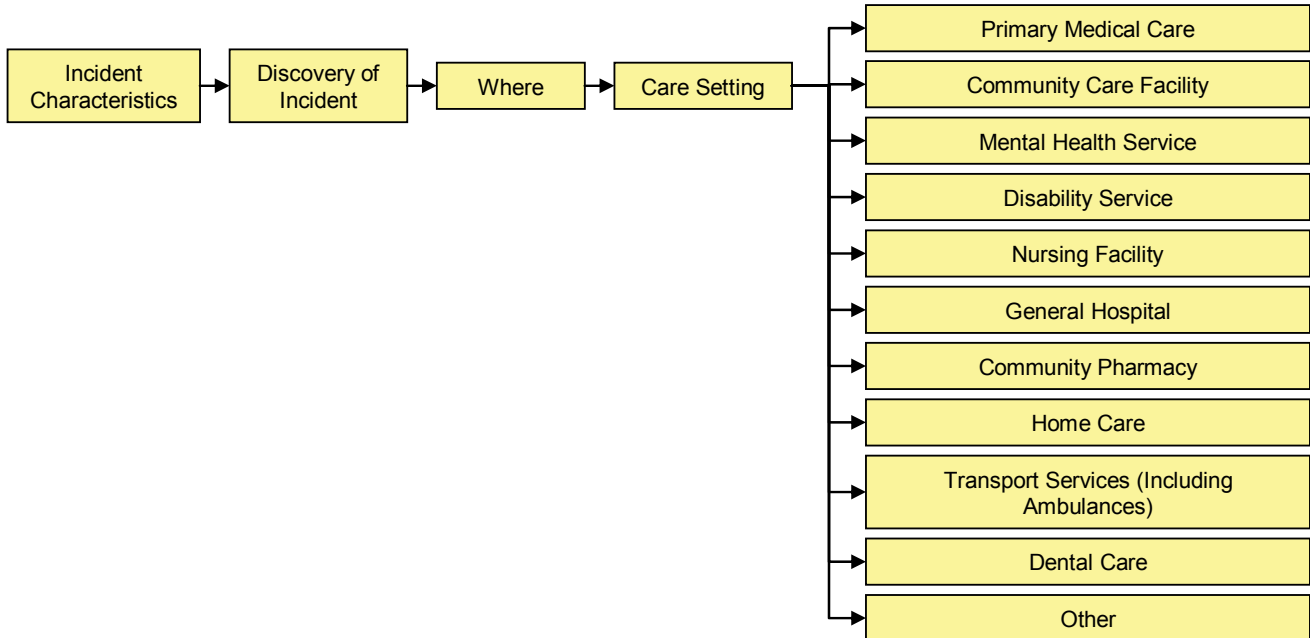 Incident
Characteristics
Discovery of
Incident
Where
Care Setting
Primary Medical Care
Community Care Facility
Mental Health Service
Disability Service
Nursing Facility
General Hospital
Community Pharmacy
Home Care
Transport Services (Including
Ambulances)
Dental Care
Other